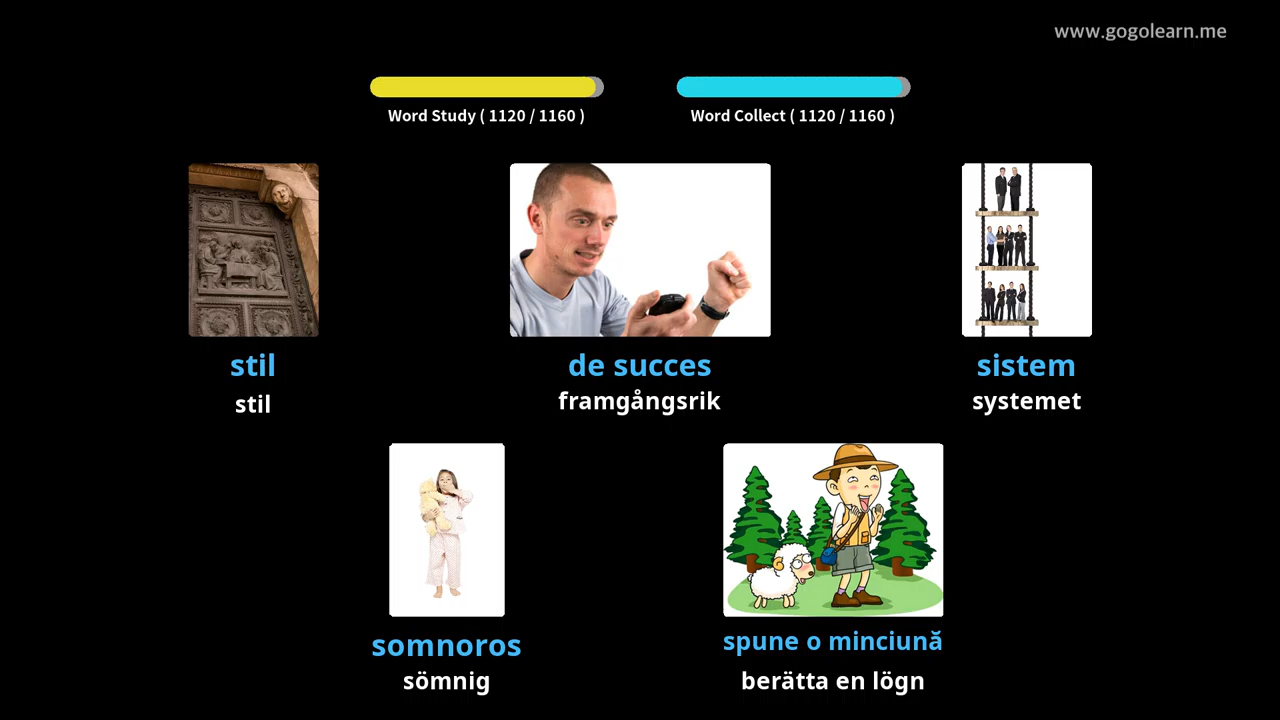 www.gogolearn.me
Word Study ( 1120 / 1160 )
Word Collect ( 1120 / 1160 )
stil
stil
de succes
framgångsrik
sistem
systemet
somnoros
sömnig
spune o minciună
berätta en lögn